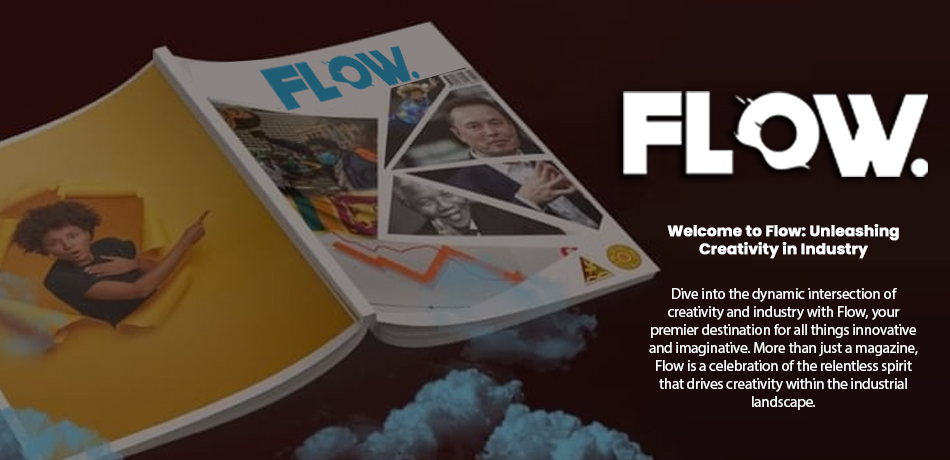 FLOW.
FLOW.
Welcome to Flow: Unleashing
Creativity in Industry
Dive into the dynamic intersection of
creativity and industry with Flow, your
premier destination for all things innovative
and imaginative. More than just a magazine,
Flow is a celebration of the relentless spirit
that drives creativity within the industrial
landscape.